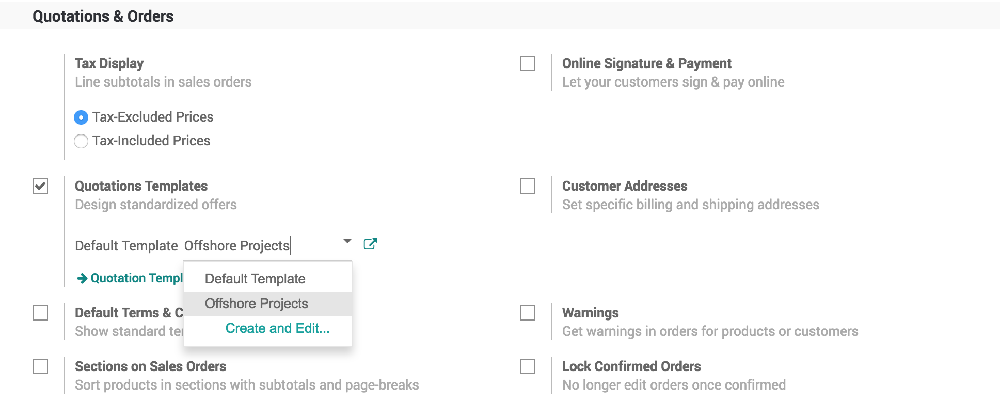 Quotations & Orders
Tax Display
Line subtotals in sales orders
Tax-Excluded Prices
Tax-Included Prices
Online Signature & Payment
Let your customers sign & pay online
Quotations Templates
Design standardized offers
Default Template Offshore Projects
Quotation Templ
Default Template
Offshore Projects
Create and Edit...
Customer Addresses
Set specific billing and shipping addresses
Default Terms & C
Show standard te
Warnings
Get warnings in orders for products or customers
Sections on Sales Orders
Sort products in sections with subtotals and page-breaks
Lock Confirmed Orders
No longer edit orders once confirmed